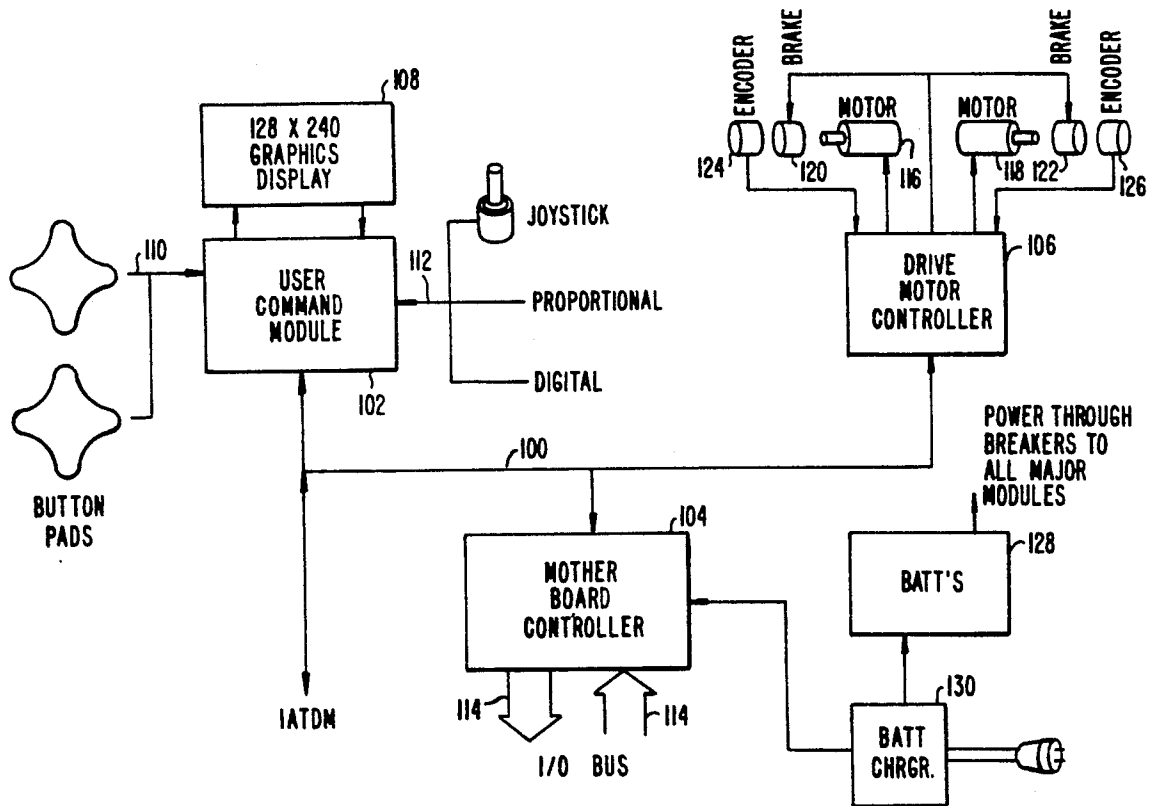 108
128 X 240
GRAPHICS
DISPLAY
110
USER
COMMAND
MODULE
102
BUTTON
PADS
JOYSTICK
112
PROPORTIONAL
DIGITAL
ENCODER
BRAKE
MOTOR
MOTOR
BRAKE
ENCODER
124
120
116
118
122
126
106
DRIVE
MOTOR
CONTROLLER
100
IATDM
104
MOTHER
BOARD
CONTROLLER
114
114
I/O BUS
POWER THROUGH
BREAKERS TO
ALL MAJOR
MODULES
128
BATT'S
130
BATT
CHRGR.